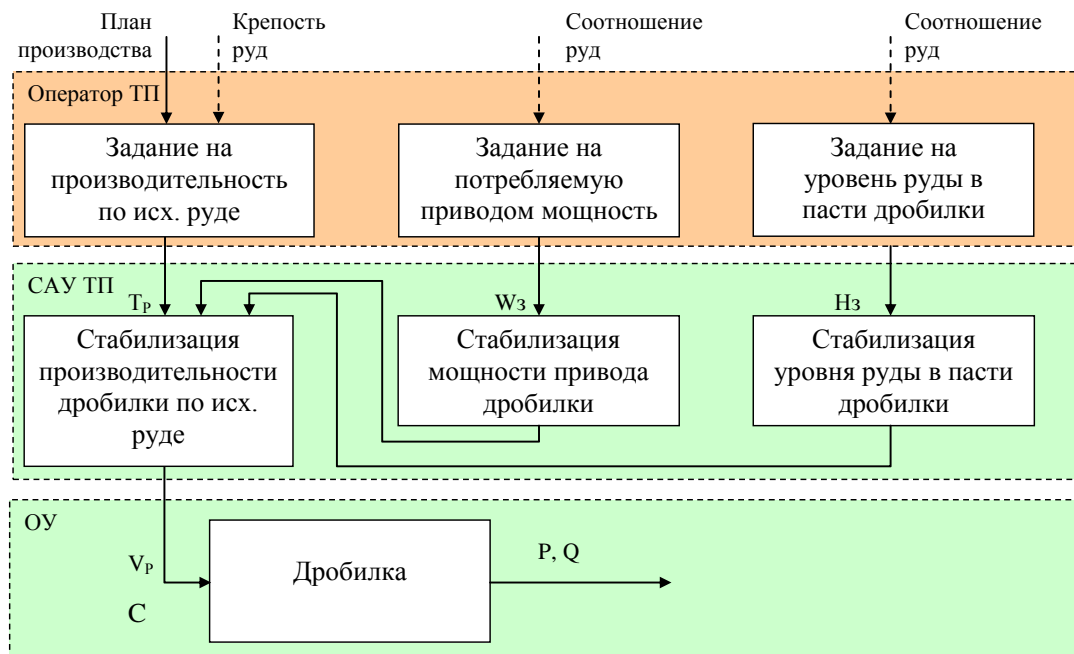 План
производства
Крепость
руд
Соотношение
руд
Соотношение
руд
Оператор ТП
Задание на
производительность
по исх. руде
Задание на
потребляемую
приводом мощность
Задание на
уровень руды в
пасти дробилки
САУ ТП
Tр
Wз
Hз
Стабилизация
производительности
дробилки по исх.
руде
Стабилизация
мощности привода
дробилки
Стабилизация
уровня руды в пасти
дробилки
ОУ
Vр
С
Дробилка
P, Q